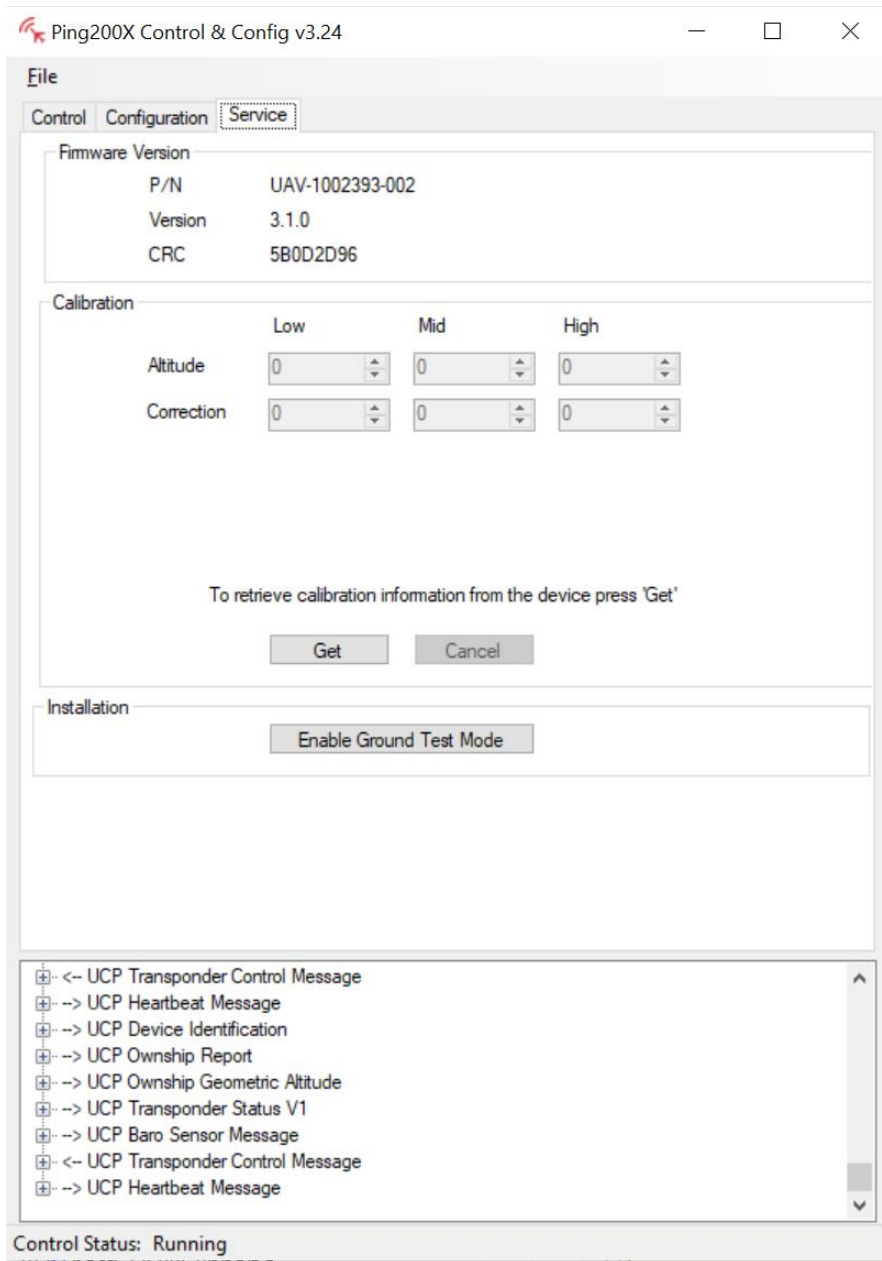 Ping200X Control & Config v3.24
File
Control Configuration Service
Firmware Version
P/N UAV-1002393-002
Version 3.1.0
CRC 5B0D2D96
Calibration
Low Mid High
Altitude 0 0 0
Correction 0 0 0
To retrieve calibration information from the device press 'Get'
Get Cancel
Installation
Enable Ground Test Mode
<-- UCP Transponder Control Message
--> UCP Heartbeat Message
--> UCP Device Identification
--> UCP Ownship Report
--> UCP Ownship Geometric Altitude
--> UCP Transponder Status V1
--> UCP Baro Sensor Message
<-- UCP Transponder Control Message
--> UCP Heartbeat Message
Control Status: Running